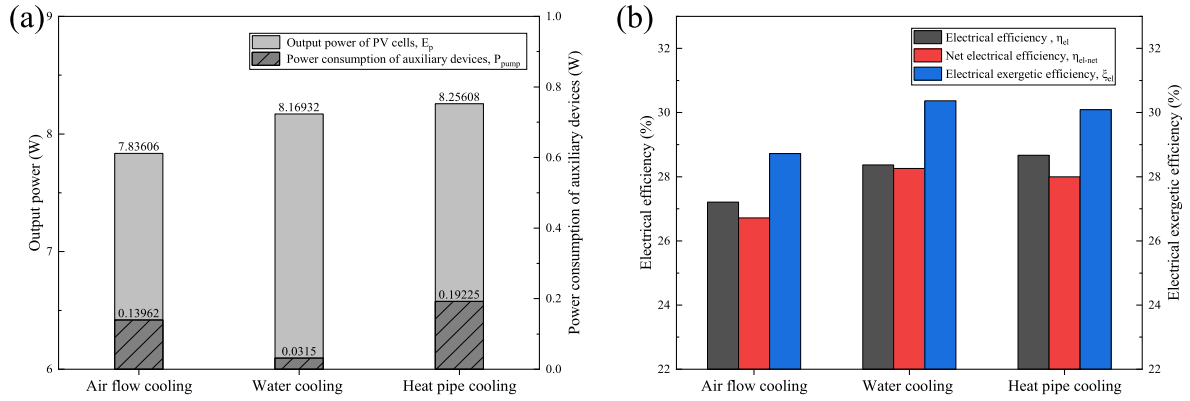 (a)
9
8
7
6
Output power (W)
Output power of PV cells, Ep
Power consumption of auxiliary devices, Ppump
7.83606
0.13962
8.16932
0.0315
8.25608
0.19225
1.0
0.8
0.6
0.4
0.2
0.0
Power consumption of auxiliary devices (W)
Air flow cooling
Water cooling
Heat pipe cooling
(b)
32
30
28
26
24
22
Electrical efficiency (%)
Electrical efficiency , ηel
Net electrical efficiency, ηel-net
Electrical exergetic efficiency, ξel
32
30
28
26
24
22
Electrical exergetic efficiency (%)
Air flow cooling
Water cooling
Heat pipe cooling